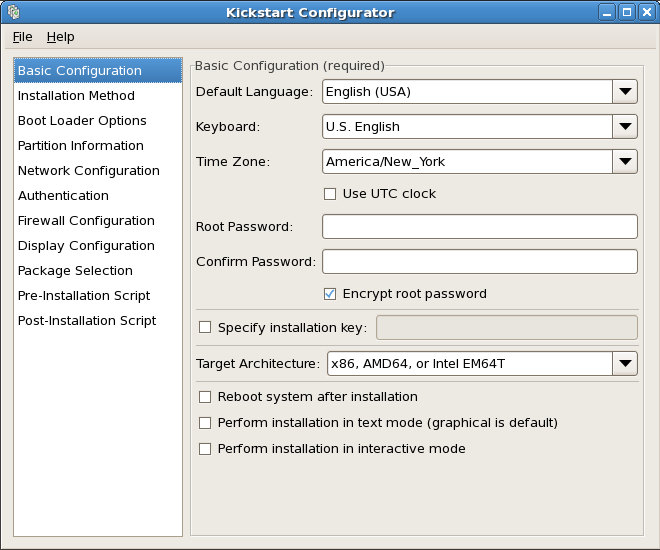 Kickstart Configurator
File Help
Basic Configuration
Installation Method
Boot Loader Options
Partition Information
Network Configuration
Authentication
Firewall Configuration
Display Configuration
Package Selection
Pre-Installation Script
Post-Installation Script
Basic Configuration (required)
Default Language: English (USA)
Keyboard: U.S. English
Time Zone: America/New_York
Use UTC clock
Root Password:
Confirm Password:
Encrypt root password
Specify installation key:
Target Architecture: x86, AMD64, or Intel EM64T
Reboot system after installation
Perform installation in text mode (graphical is default)
Perform installation in interactive mode